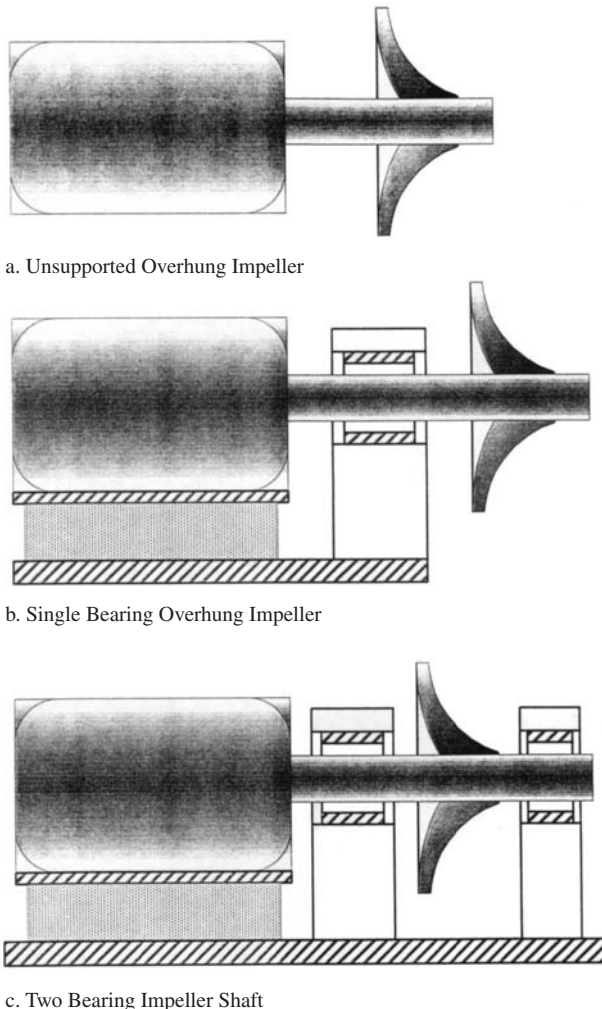 a. Unsupported Overhung Impeller
b. Single Bearing Overhung Impeller
c. Two Bearing Impeller Shaft